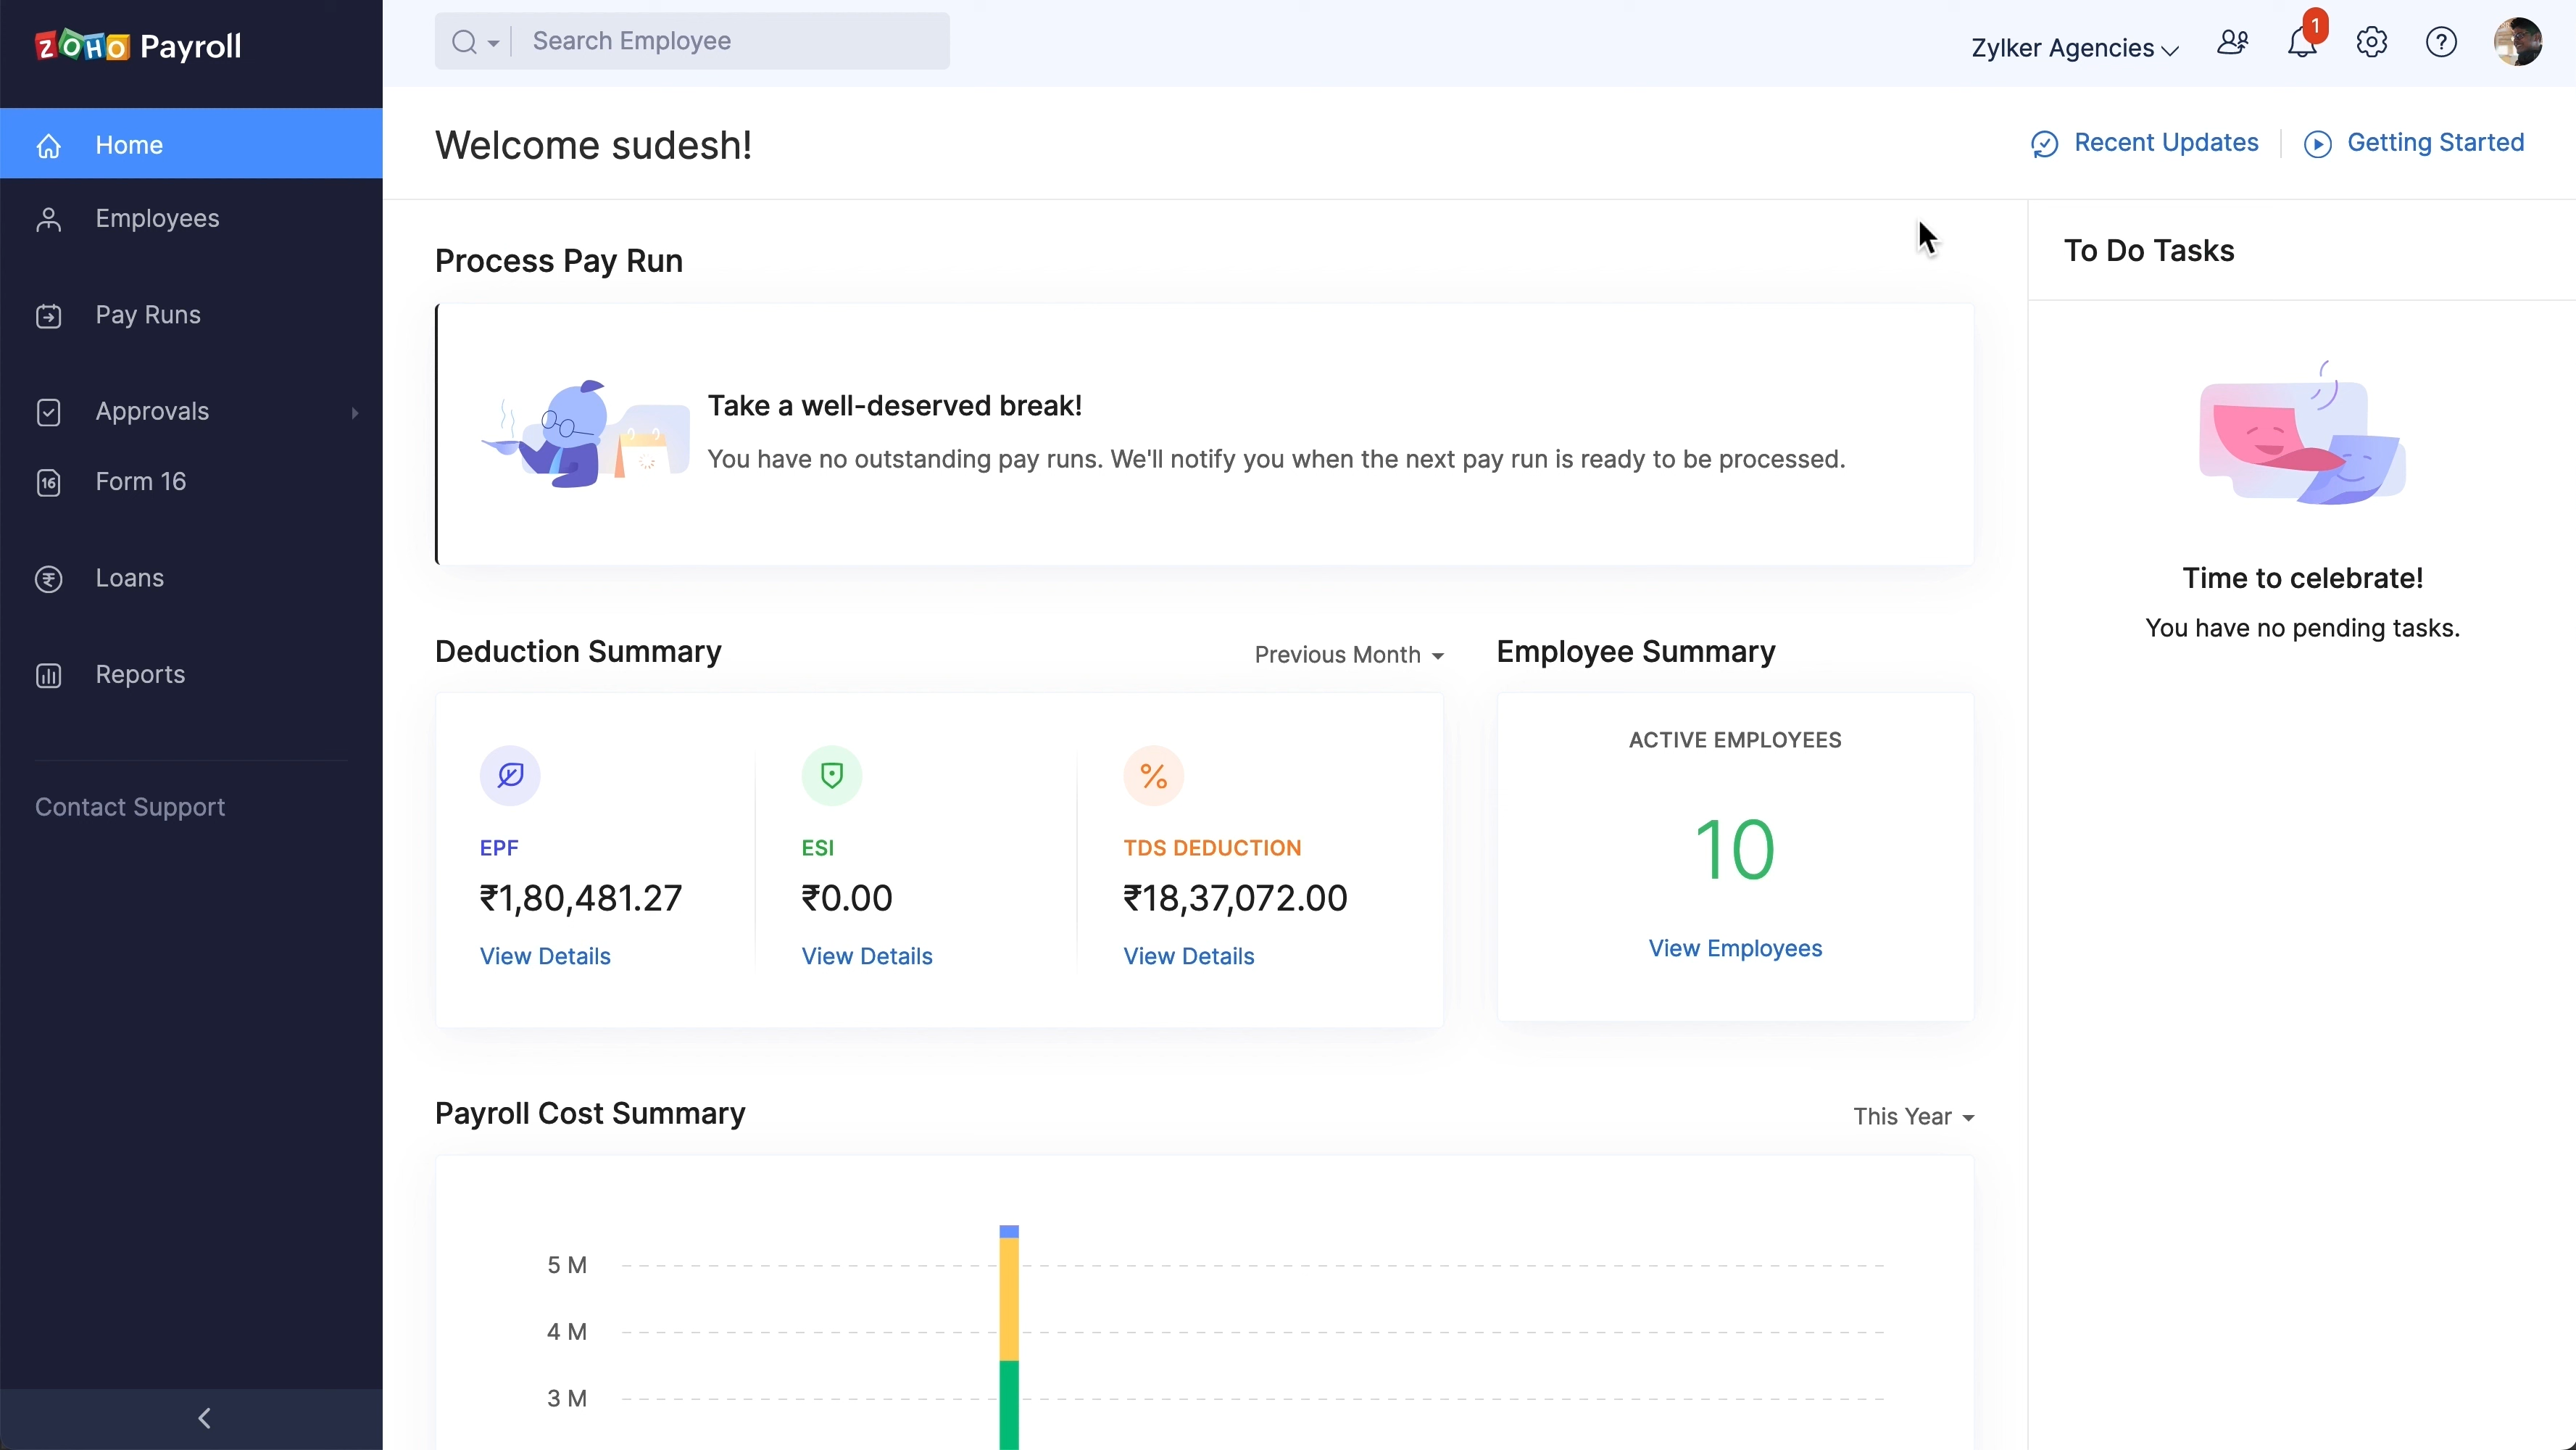 ZOHO Payroll
Search Employee
Zylker Agencies
1
Home
Employees
Pay Runs
Approvals
16
Form 16
Loans
Reports
Contact Support
Welcome sudesh!
Recent Updates
Getting Started
Process Pay Run
Take a well-deserved break!
You have no outstanding pay runs. We'll notify you when the next pay run is ready to be processed.
To Do Tasks
Time to celebrate!
You have no pending tasks.
Deduction Summary
Previous Month
EPF
₹1,80,481.27
View Details
ESI
₹0.00
View Details
TDS DEDUCTION
₹18,37,072.00
View Details
Employee Summary
ACTIVE EMPLOYEES
10
View Employees
Payroll Cost Summary
This Year
5 M
4 M
3 M